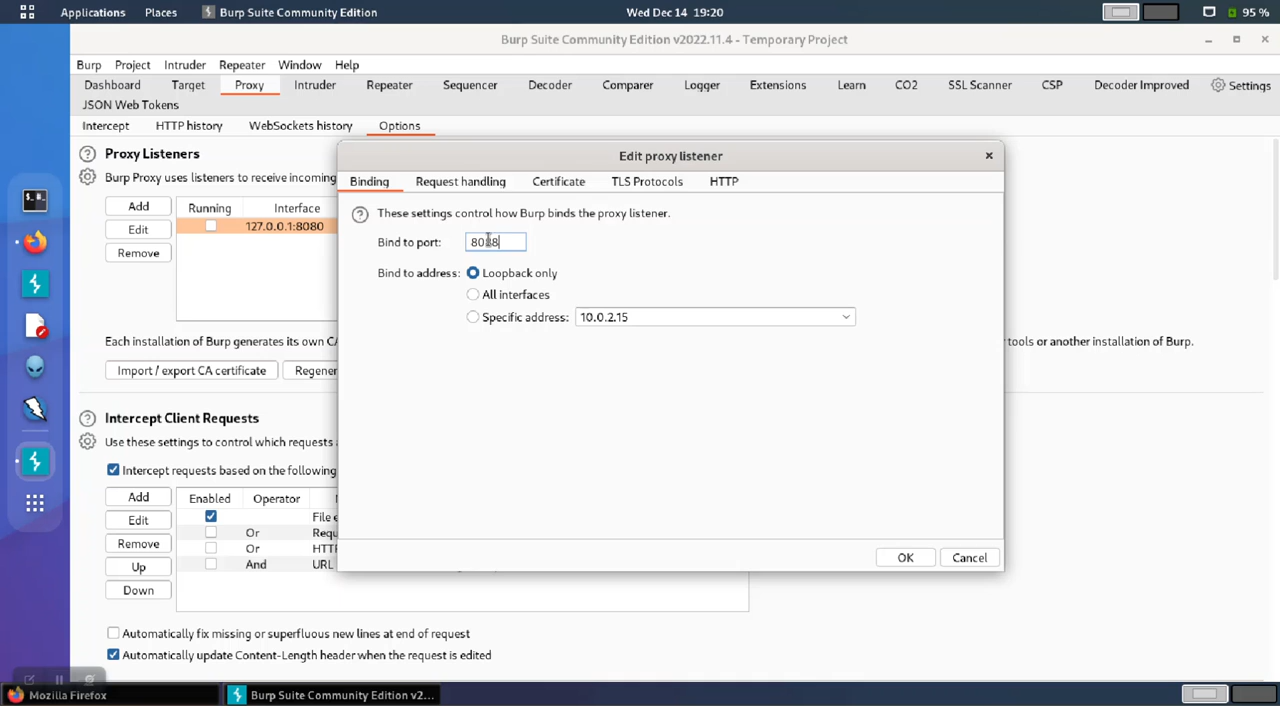 Applications Places Burp Suite Community Edition Wed Dec 14 19:20 95 %
Burp Suite Community Edition v2022.11.4 - Temporary Project
Burp Project Intruder Repeater Window Help
Dashboard Target Proxy Intruder Repeater Sequencer Decoder Comparer Logger Extensions Learn CO2 SSL Scanner CSP Decoder Improved Settings
JSON Web Tokens
Intercept HTTP history WebSockets history Options
Proxy Listeners
Burp Proxy uses listeners to receive incoming
Add Running Interface
Edit 127.0.0.1:8080
Remove
Each installation of Burp generates its own CA tools or another installation of Burp.
Import / export CA certificate Regener
Edit proxy listener
Binding Request handling Certificate TLS Protocols HTTP
These settings control how Burp binds the proxy listener.
Bind to port: 8088
Bind to address: Loopback only
All interfaces
Specific address: 10.0.2.15
OK Cancel
Intercept Client Requests
Use these settings to control which requests
Intercept requests based on the following
Add Enabled Operator
Edit File e
Remove Or Requ
Or HTTP
Up And URL
Down
Automatically fix missing or superfluous new lines at end of request
Automatically update Content-Length header when the request is edited
Mozilla Firefox Burp Suite Community Edition v2...